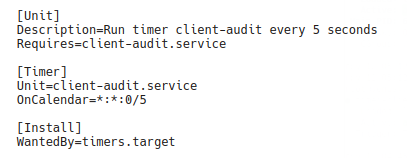 [Unit]
Description=Run timer client-audit every 5 seconds
Requires=client-audit.service

[Timer]
Unit=client-audit.service
OnCalendar=*:*:0/5

[Install]
WantedBy=timers.target